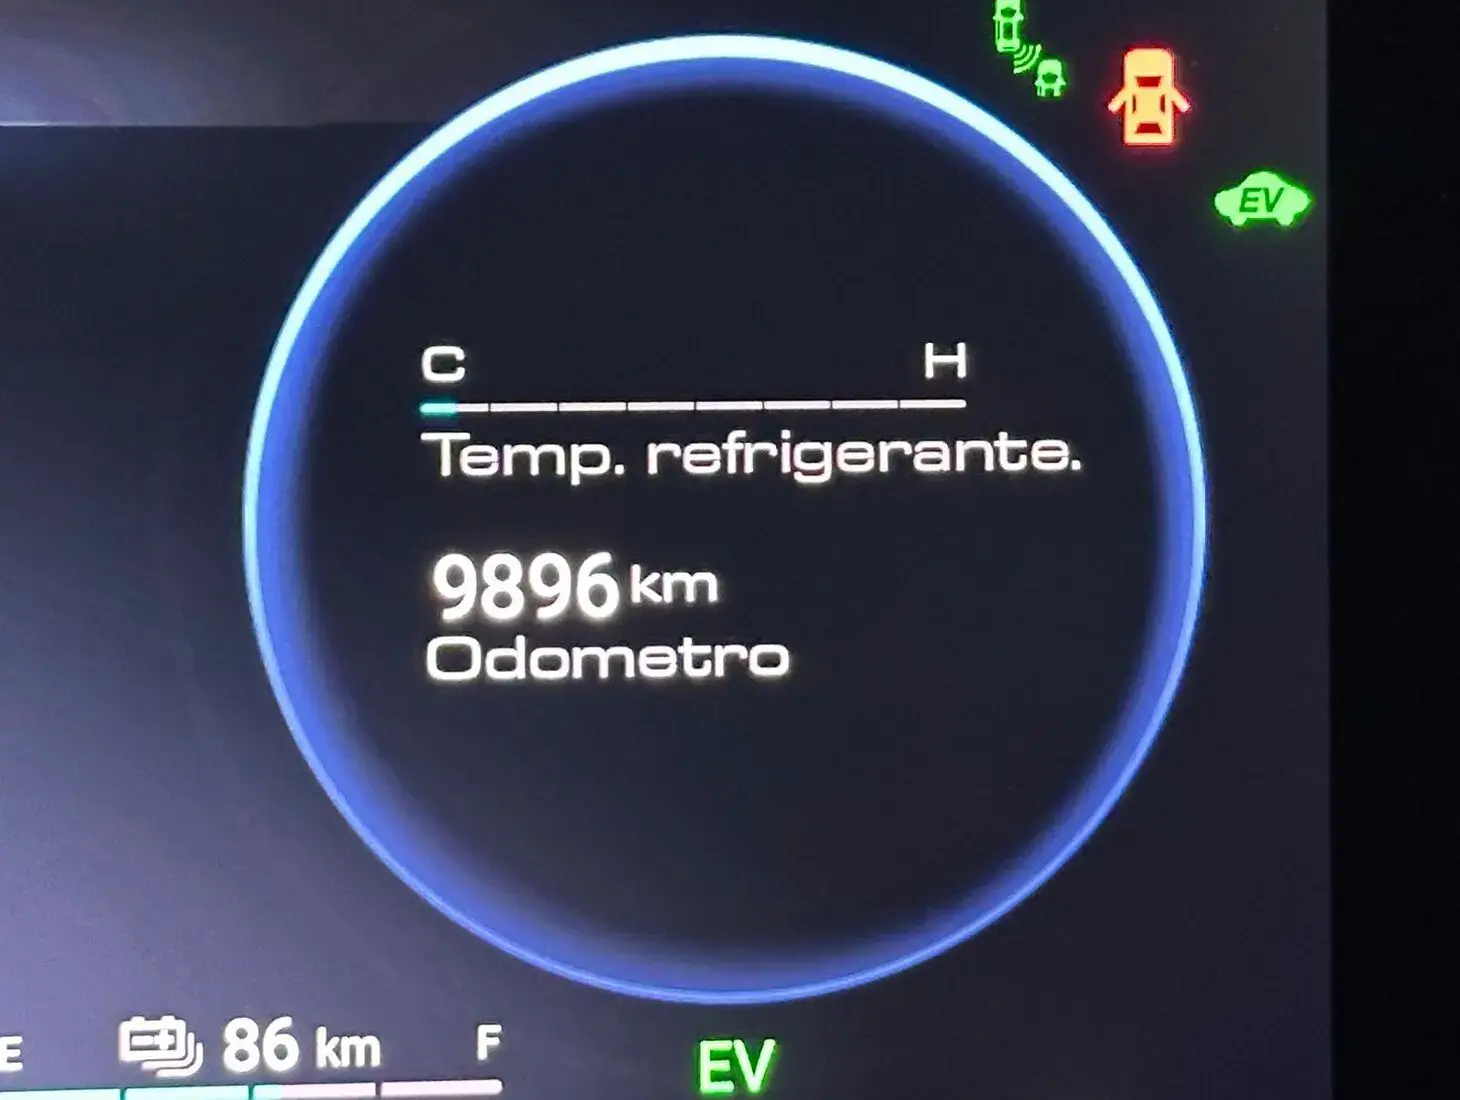 EV
C H
Temp. refrigerante.
9896 km
Odometro
E 86 km F
EV